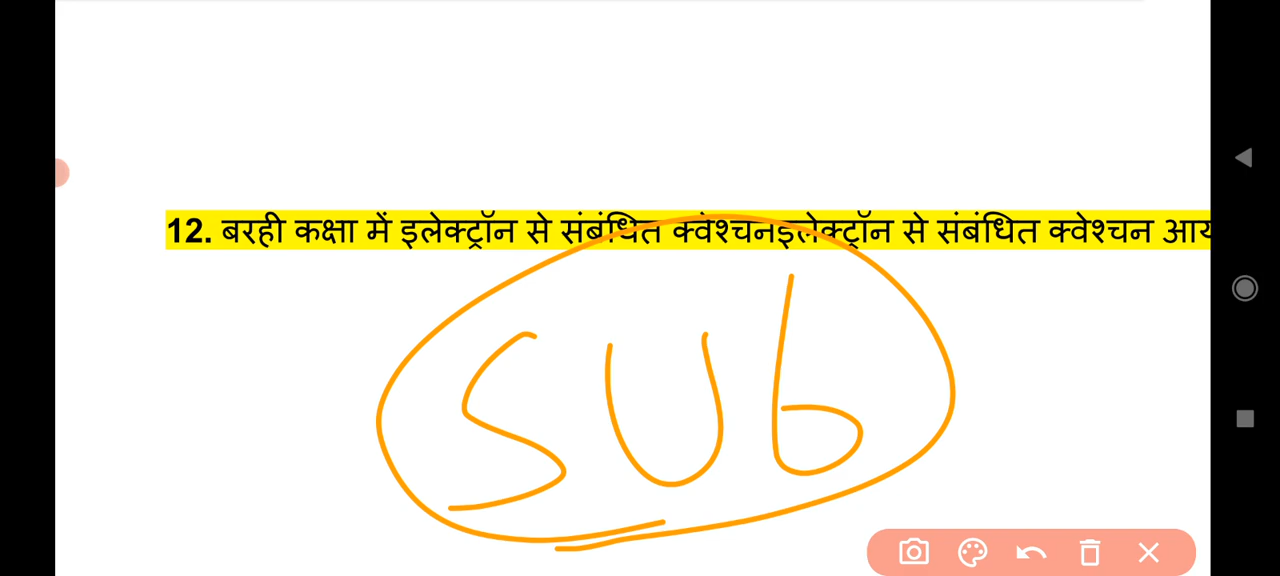 12. बरही कक्षा में इलेक्ट्रॉन से संबंधित क्वेश्चनइलेक्ट्रॉन से संबंधित क्वेश्चन
SUb